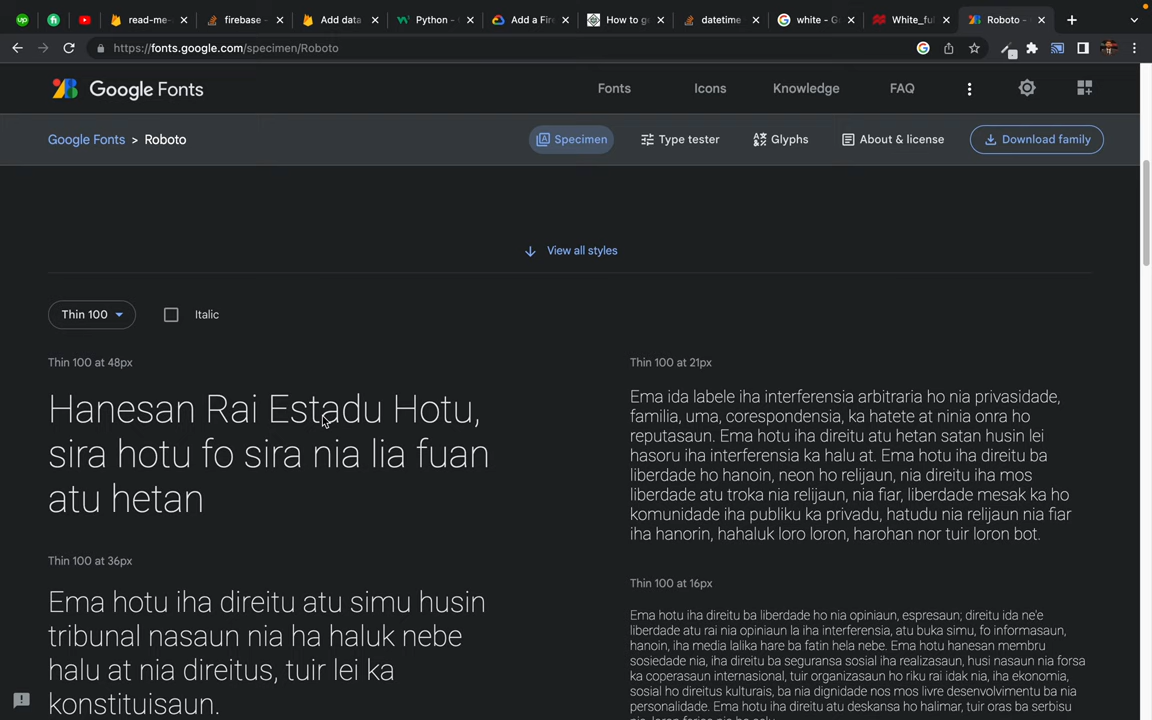 read-me-
firebase -
Add data
Python -
Add a Fir
How to g
datetime
white - G
White_ful
Roboto -
https://fonts.google.com/specimen/Roboto
Google Fonts
Fonts
Icons
Knowledge
FAQ
Google Fonts > Roboto
Specimen
Type tester
Glyphs
About & license
Download family
View all styles
Thin 100
Italic
Thin 100 at 48px
Hanesan Rai Estadu Hotu,
sira hotu fo sira nia lia fuan
atu hetan
Thin 100 at 36px
Ema hotu iha direitu atu simu husin
tribunal nasaun nia ha haluk nebe
halu at nia direitus, tuir lei ka
konstituisaun.
Thin 100 at 21px
Ema ida labele iha interferensia arbitraria ho nia privasidade,
familia, uma, corespondensia, ka hatete at ninia onra ho
reputasaun. Ema hotu iha direitu atu hetan satan husin lei
hasoru iha interferensia ka halu at. Ema hotu iha direitu ba
liberdade ho hanoin, neon ho relijaun, nia direitu iha mos
liberdade atu troka nia relijaun, nia fiar, liberdade mesak ka ho
komunidade iha publiku ka privadu, hatudu nia relijaun nia fiar
iha hanorin, hahaluk loro loron, harohan nor tuir loron bot.
Thin 100 at 16px
Ema hotu iha direitu ba liberdade ho nia opiniaun, espresaun; direitu ida ne'e
liberdade atu rai nia opiniaun la iha interferensia, atu buka simu, fo informasaun,
hanoin, iha media lalika hare ba fatin hela nebe. Ema hotu hanesan membru
sosiedade nia, iha direitu ba seguransa sosial iha realizasaun, husi nasaun nia forsa
ka coperasaun internasional, tuir organizasaun ho riku rai idak nia, iha ekonomia,
sosial ho direitus kulturais, ba nia dignidade nos mos livre desenvolvimentu ba nia
personalidade. Ema hotu iha direitu atu deskansa ho halimar, tuir oras ba serbisu